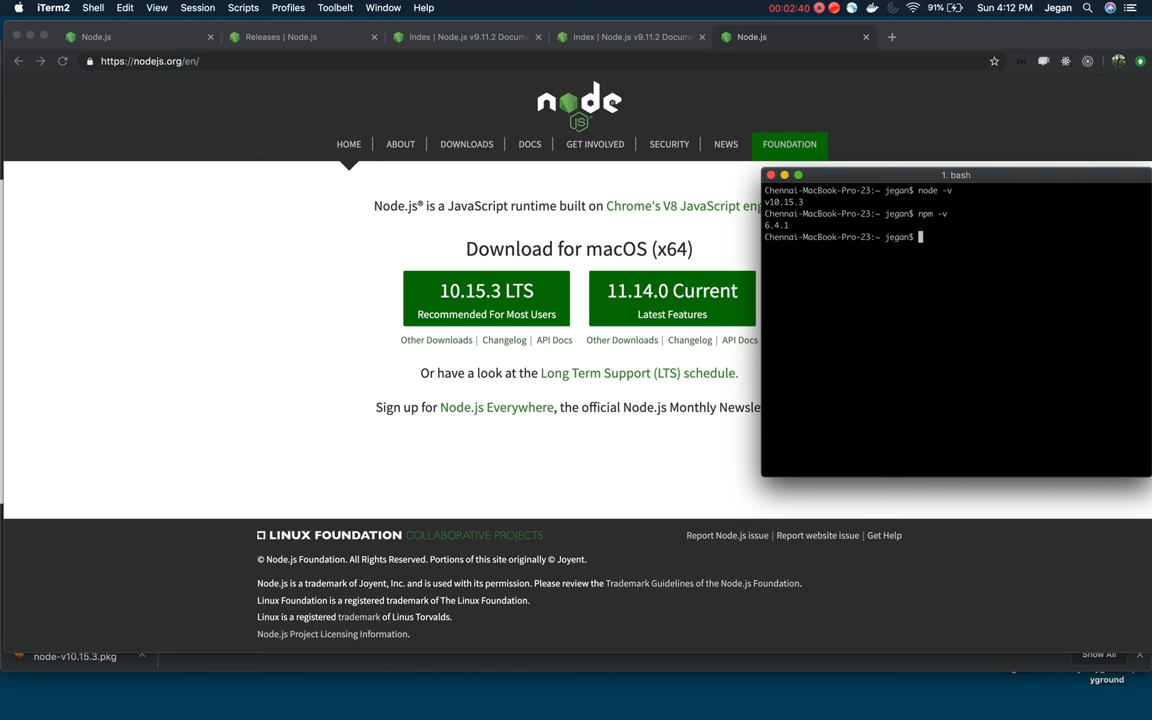 iTerm2 Shell Edit View Session Scripts Profiles Toolbelt Window Help 00:02:40 91% Sun 4:12 PM Jegan
Node.js Releases | Node.js Index | Node.js v9.11.2 Docum Index | Node.js v9.11.2 Docum Node.js
https://nodejs.org/en/
node
JS
HOME ABOUT DOWNLOADS DOCS GET INVOLVED SECURITY NEWS FOUNDATION
Node.js® is a JavaScript runtime built on Chrome's V8 JavaScript eng
Download for macOS (x64)
10.15.3 LTS
Recommended For Most Users
11.14.0 Current
Latest Features
Other Downloads | Changelog | API Docs
Other Downloads | Changelog | API Docs
Or have a look at the Long Term Support (LTS) schedule.
Sign up for Node.js Everywhere, the official Node.js Monthly Newsle
1. bash
Chennai-MacBook-Pro-23:~ jegan$ node -v
v10.15.3
Chennai-MacBook-Pro-23:~ jegan$ npm -v
6.4.1
Chennai-MacBook-Pro-23:~ jegan$
LINUX FOUNDATION COLLABORATIVE PROJECTS
Report Node.js issue | Report website issue | Get Help
© Node.js Foundation. All Rights Reserved. Portions of this site originally © Joyent.
Node.js is a trademark of Joyent, Inc. and is used with its permission. Please review the Trademark Guidelines of the Node.js Foundation.
Linux Foundation is a registered trademark of The Linux Foundation.
Linux is a registered trademark of Linus Torvalds.
Node.js Project Licensing Information.
node-v10.15.3.pkg
Show All
yground